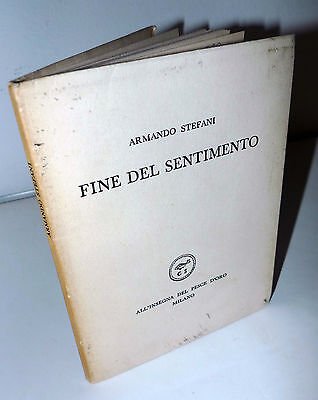 ARMANDO STEFANI
FINE DEL SENTIMENTO
ALL'INSEGNA DEL PESCE D'ORO
MILANO